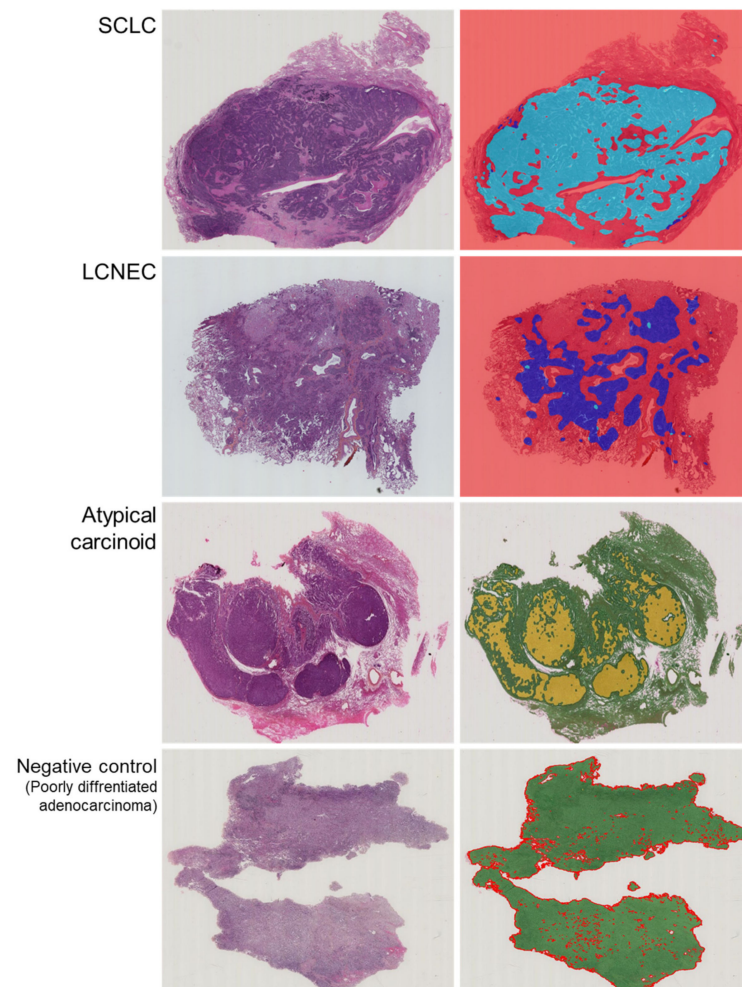 SCLC
LCNEC
Atypical
carcinoid
Negative control
(Poorly diffrentiated
adenocarcinoma)